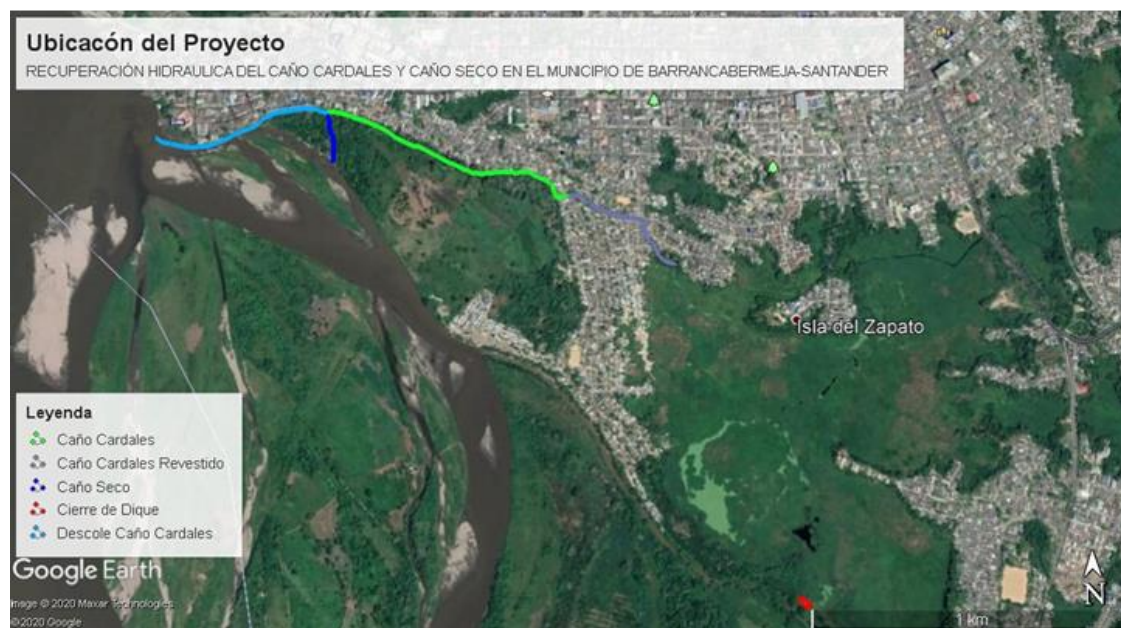 Ubicacón del Proyecto
RECUPERACIÓN HIDRAULICA DEL CAÑO CARDALES Y CAÑO SECO EN EL MUNICIPIO DE BARRANCABERMEJA-SANTANDER
Isla del Zapato
Leyenda
Caño Cardales
Caño Cardales Revestido
Caño Seco
Cierre de Dique
Descole Caño Cardales
Google Earth
Image © 2020 Maxar Technologies
©2020 Google
1 km
N